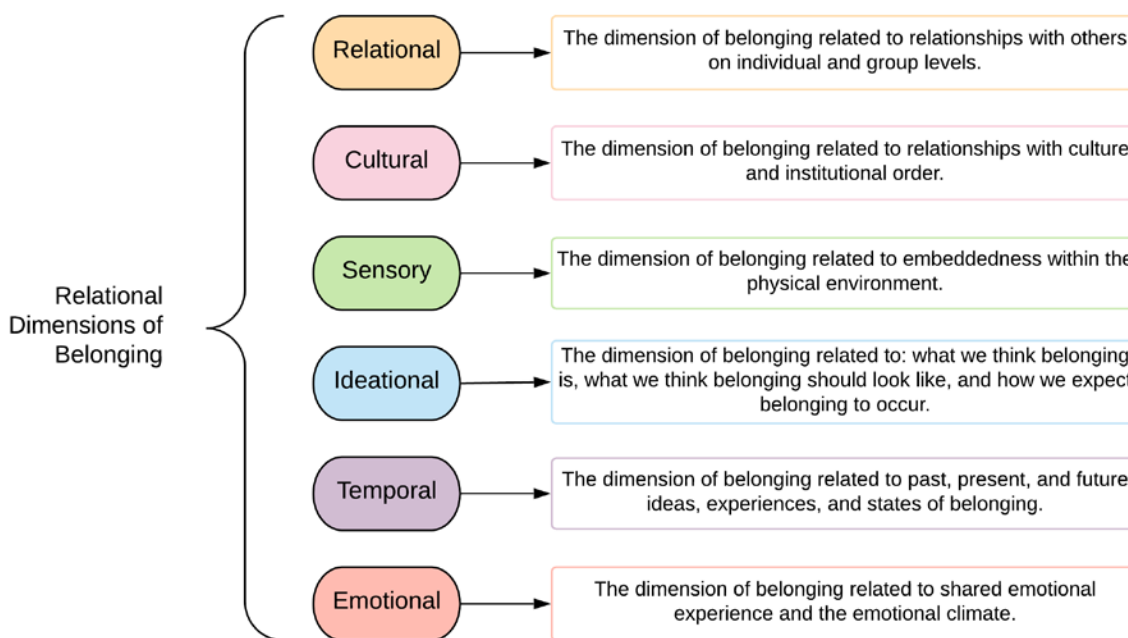 Relational
Dimensions of
Belonging
Relational
The dimension of belonging related to relationships with others
on individual and group levels.
Cultural
The dimension of belonging related to relationships with culture
and institutional order.
Sensory
The dimension of belonging related to embeddedness within the
physical environment.
Ideational
The dimension of belonging related to: what we think belonging
is, what we think belonging should look like, and how we expect
belonging to occur.
Temporal
The dimension of belonging related to past, present, and future
ideas, experiences, and states of belonging.
Emotional
The dimension of belonging related to shared emotional
experience and the emotional climate.